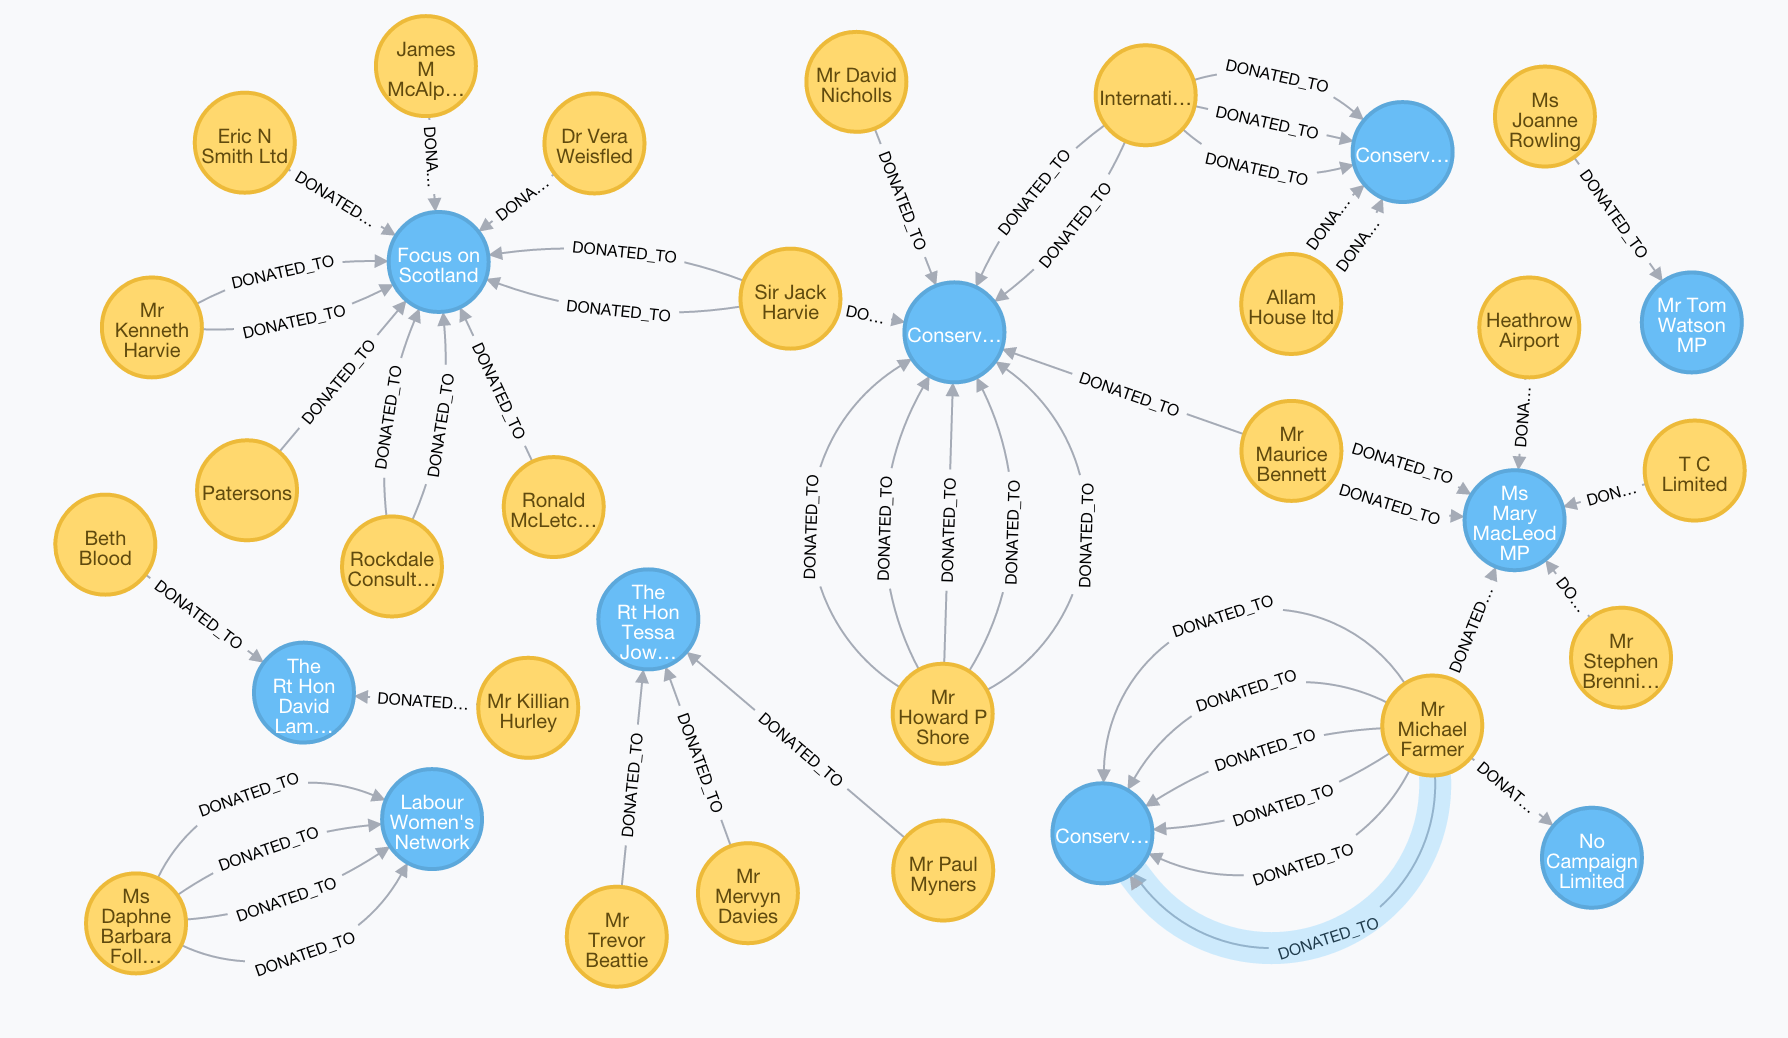 James
M
McAlp...
Mr David
Nicholls
Internati...
DONATED_TO
DONATED_TO
DONATED_TO
Conserv...
Ms
Joanne
Rowling
Eric N
Smith Ltd
DONA...
Dr Vera
Weisfled
DONATED...
DONA...
DONATED_TO
DONATED_TO
DONATED_TO
DONA...
DONA...
DONATED_TO
Focus on
Scotland
DONATED_TO
DONATED_TO
Sir Jack
Harvie
DO...
Conserv...
Allam
House ltd
Heathrow
Airport
Mr Tom
Watson
MP
Mr
Kenneth
Harvie
DONATED_TO
DONATED_TO
DONATED_TO
DONATED_TO
DONATED_TO
DONATED_TO
DONATED_TO
Mr
Maurice
Bennett
DONA...
DONATED_TO
DONATED_TO
T C
Limited
DON...
Ms
Mary
MacLeod
MP
Patersons
Rockdale
Consult...
Ronald
McLetc...
Beth
Blood
DONATED_TO
DONATED_TO
DONATED_TO
DONATED_TO
DONATED_TO
DONATED_TO
The
Rt Hon
Tessa
Jow...
DONATED_TO
DONATED...
DO...
Mr
Stephen
Brenni...
The
Rt Hon
David
Lam...
DONATED...
Mr Killian
Hurley
Mr
Howard P
Shore
DONATED_TO
DONATED_TO
DONATED_TO
DONATED_TO
DONATED_TO
DONATED_TO
Mr
Michael
Farmer
DONAT...
No
Campaign
Limited
Conserv...
DONATED_TO
DONATED_TO
DONATED_TO
DONATED_TO
DONATED_TO
DONATED_TO
DONATED_TO
Labour
Women's
Network
Ms
Daphne
Barbara
Foll...
Mr
Trevor
Beattie
Mr
Mervyn
Davies
Mr Paul
Myners